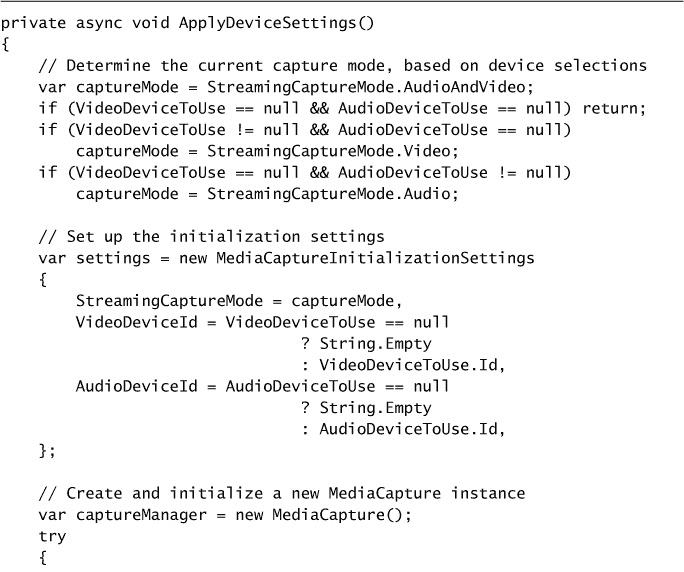 private async void ApplyDeviceSettings()
{
    // Determine the current capture mode, based on device selections
    var captureMode = StreamingCaptureMode.AudioAndVideo;
    if (VideoDeviceToUse == null && AudioDeviceToUse == null) return;
    if (VideoDeviceToUse != null && AudioDeviceToUse == null)
        captureMode = StreamingCaptureMode.Video;
    if (VideoDeviceToUse == null && AudioDeviceToUse != null)
        captureMode = StreamingCaptureMode.Audio;

    // Set up the initialization settings
    var settings = new MediaCaptureInitializationSettings
    {
        StreamingCaptureMode = captureMode,
        VideoDeviceId = VideoDeviceToUse == null
                                ? String.Empty
                                : VideoDeviceToUse.Id,
        AudioDeviceId = AudioDeviceToUse == null
                                ? String.Empty
                                : AudioDeviceToUse.Id,
    };

    // Create and initialize a new MediaCapture instance
    var captureManager = new MediaCapture();
    try
    {